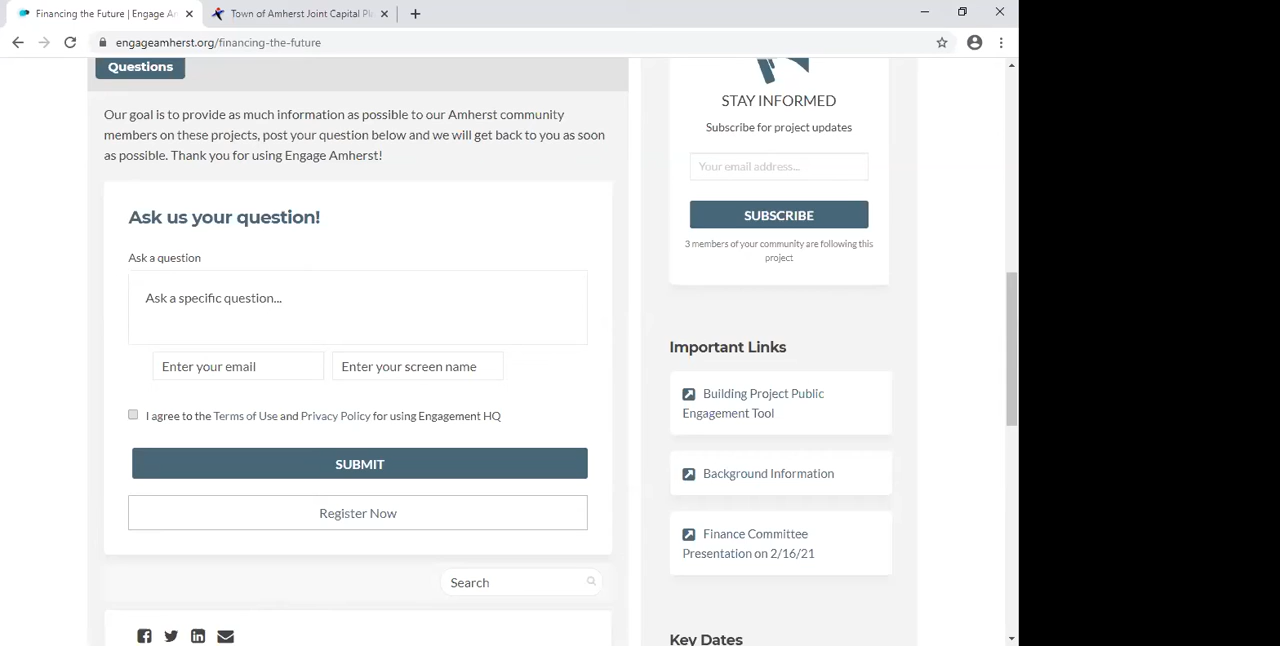 Financing the Future | Engage Am
Town of Amherst Joint Capital Pl
engageamherst.org/financing-the-future
Questions
Our goal is to provide as much information as possible to our Amherst community
members on these projects, post your question below and we will get back to you as soon
as possible. Thank you for using Engage Amherst!
Ask us your question!
Ask a question
Ask a specific question...
Enter your email
Enter your screen name
I agree to the Terms of Use and Privacy Policy for using Engagement HQ
SUBMIT
Register Now
Search
STAY INFORMED
Subscribe for project updates
Your email address...
SUBSCRIBE
3 members of your community are following this
project
Important Links
Building Project Public
Engagement Tool
Background Information
Finance Committee
Presentation on 2/16/21
Key Dates